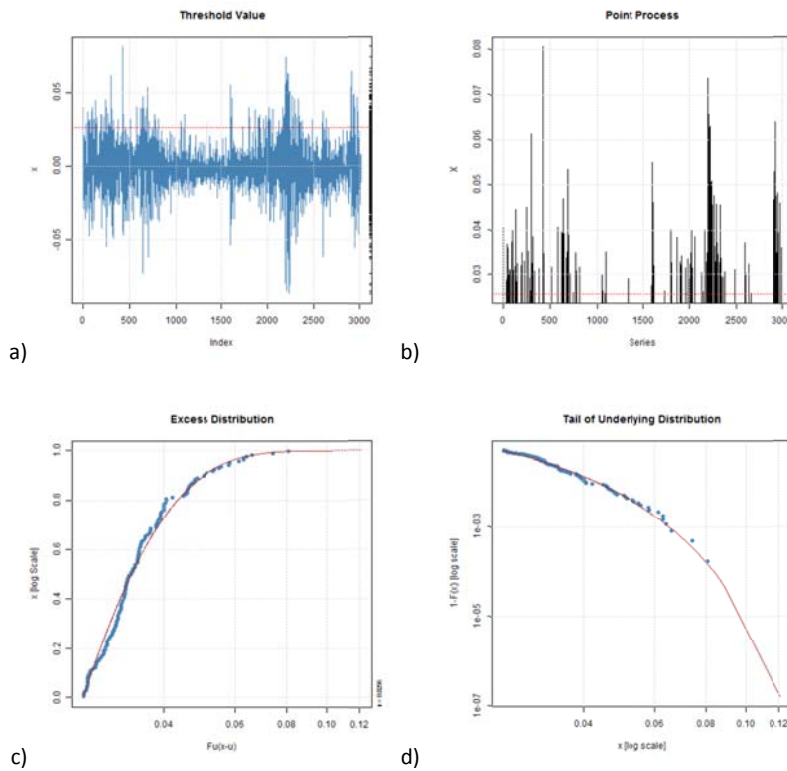 Threshold Value
x
0.05
0.00
-0.05
0 500 1000 1500 2000 2500 3000
Index
a)
Point Process
X
0.08
0.07
0.06
0.05
0.04
0.03
0 500 1000 1500 2000 2500 3000
Series
b)
Excess Distribution
x [log Scale]
1.0
0.8
0.6
0.4
0.2
0.0
0.04 0.06 0.08 0.10 0.12
Fu(x-u)
c)
Tail of Underlying Distribution
1-F(x) [log scale]
1e-03
1e-05
1e-07
0.04 0.06 0.08 0.10 0.12
x [log scale]
d)